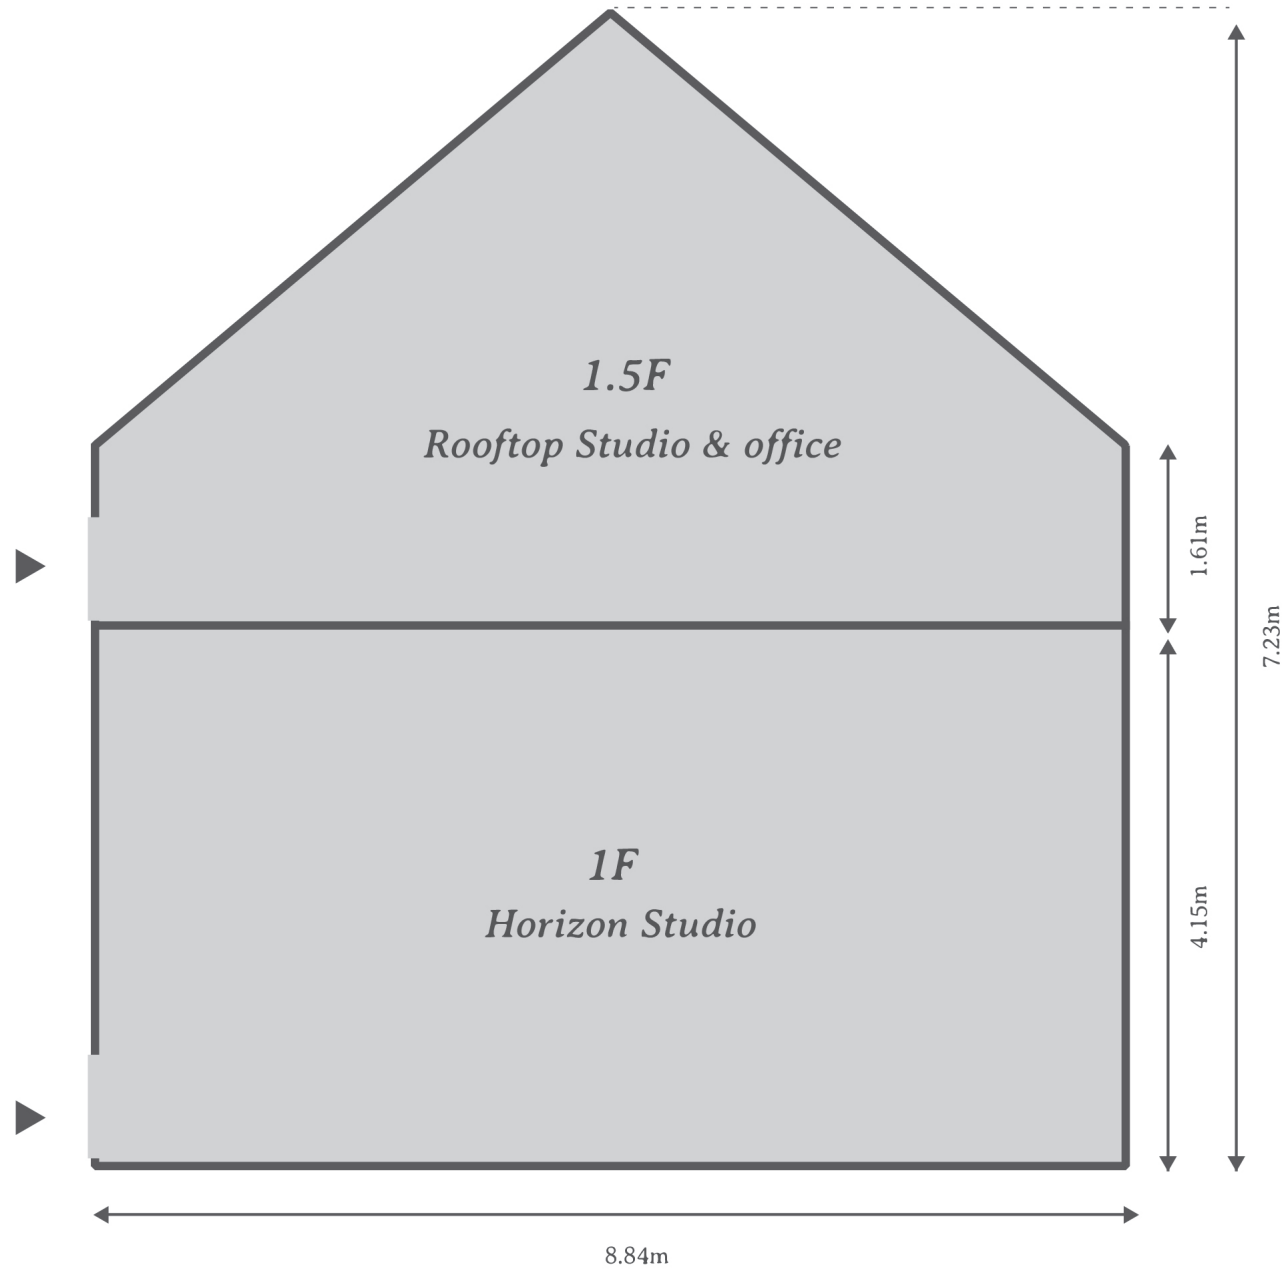 1.5F
Rooftop Studio & office
1.61m
7.23m
1F
Horizon Studio
4.15m
8.84m